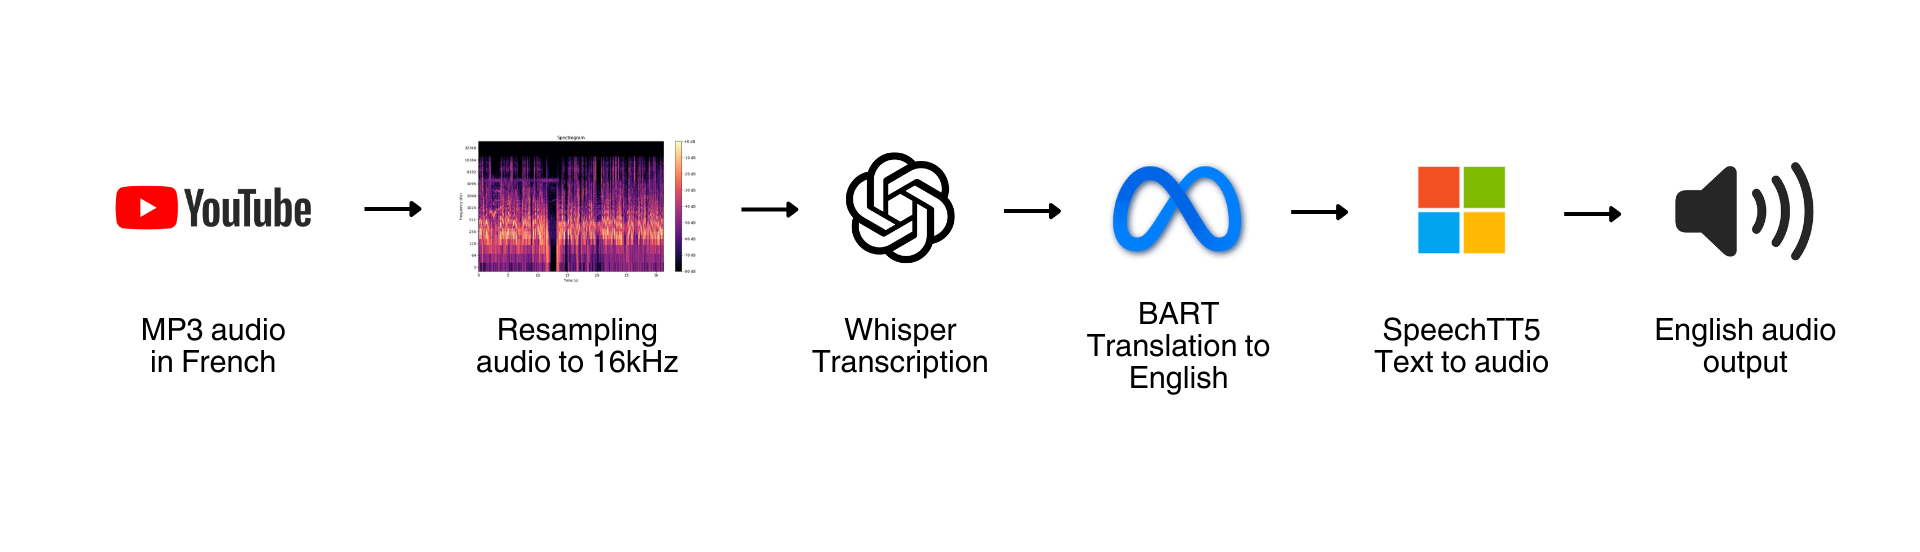 YouTube
MP3 audio
in French
Spectrogram
Resampling
audio to 16kHz
Whisper
Transcription
BART
Translation to
English
SpeechTT5
Text to audio
English audio
output